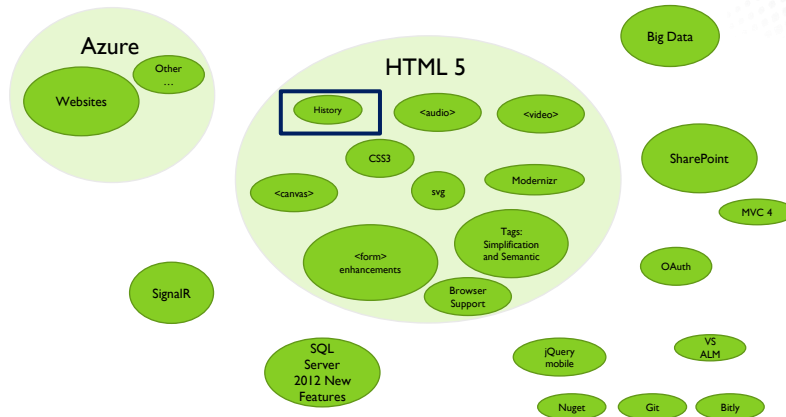 Azure
Other
…
Websites
HTML 5
History
<audio>
<video>
CSS3
<canvas>
svg
Modernizr
<form>
enhancements
Tags:
Simplification
and Semantic
Browser
Support
Big Data
SharePoint
MVC 4
OAuth
SignalR
SQL
Server
2012 New
Features
jQuery
mobile
VS
ALM
Nuget
Git
Bitly